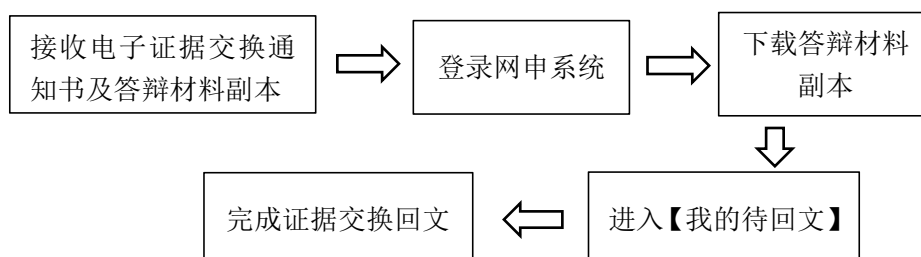 接收电子证据交换通
知书及答辩材料副本
登录网申系统
下载答辩材料
副本
进入【我的待回文】
完成证据交换回文